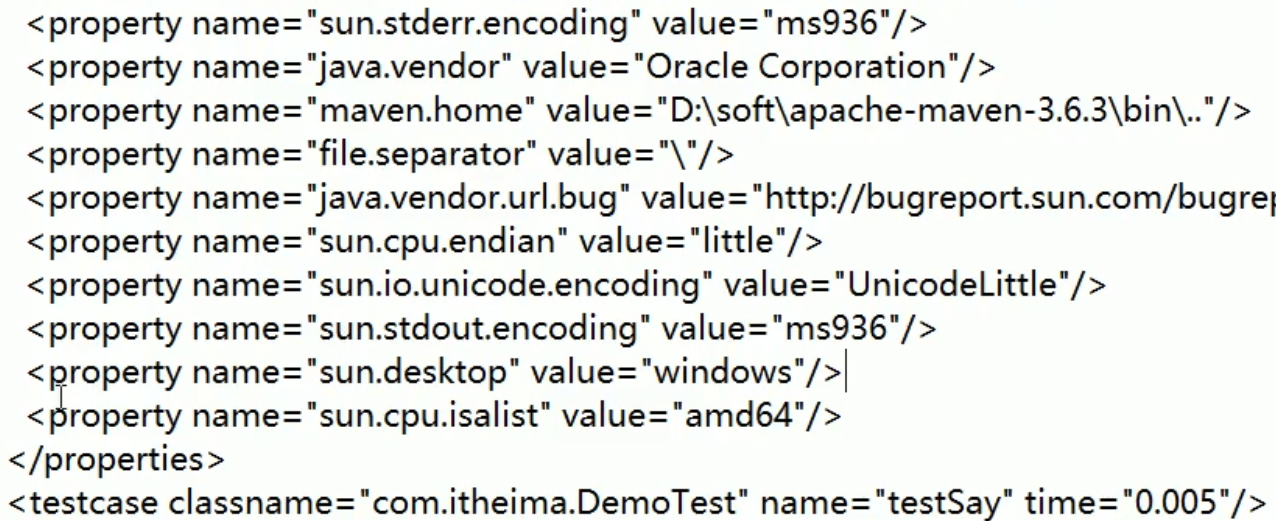 <property name="sun.stderr.encoding" value="ms936"/>
<property name="java.vendor" value="Oracle Corporation"/>
<property name="maven.home" value="D:\soft\apache-maven-3.6.3\bin\.."/>
<property name="file.separator" value="\"/>
<property name="java.vendor.url.bug" value="http://bugreport.sun.com/bugrep
<property name="sun.cpu.endian" value="little"/>
<property name="sun.io.unicode.encoding" value="UnicodeLittle"/>
<property name="sun.stdout.encoding" value="ms936"/>
<property name="sun.desktop" value="windows"/>
<property name="sun.cpu.isalist" value="amd64"/>
</properties>
<testcase classname="com.itheima.DemoTest" name="testSay" time="0.005"/>